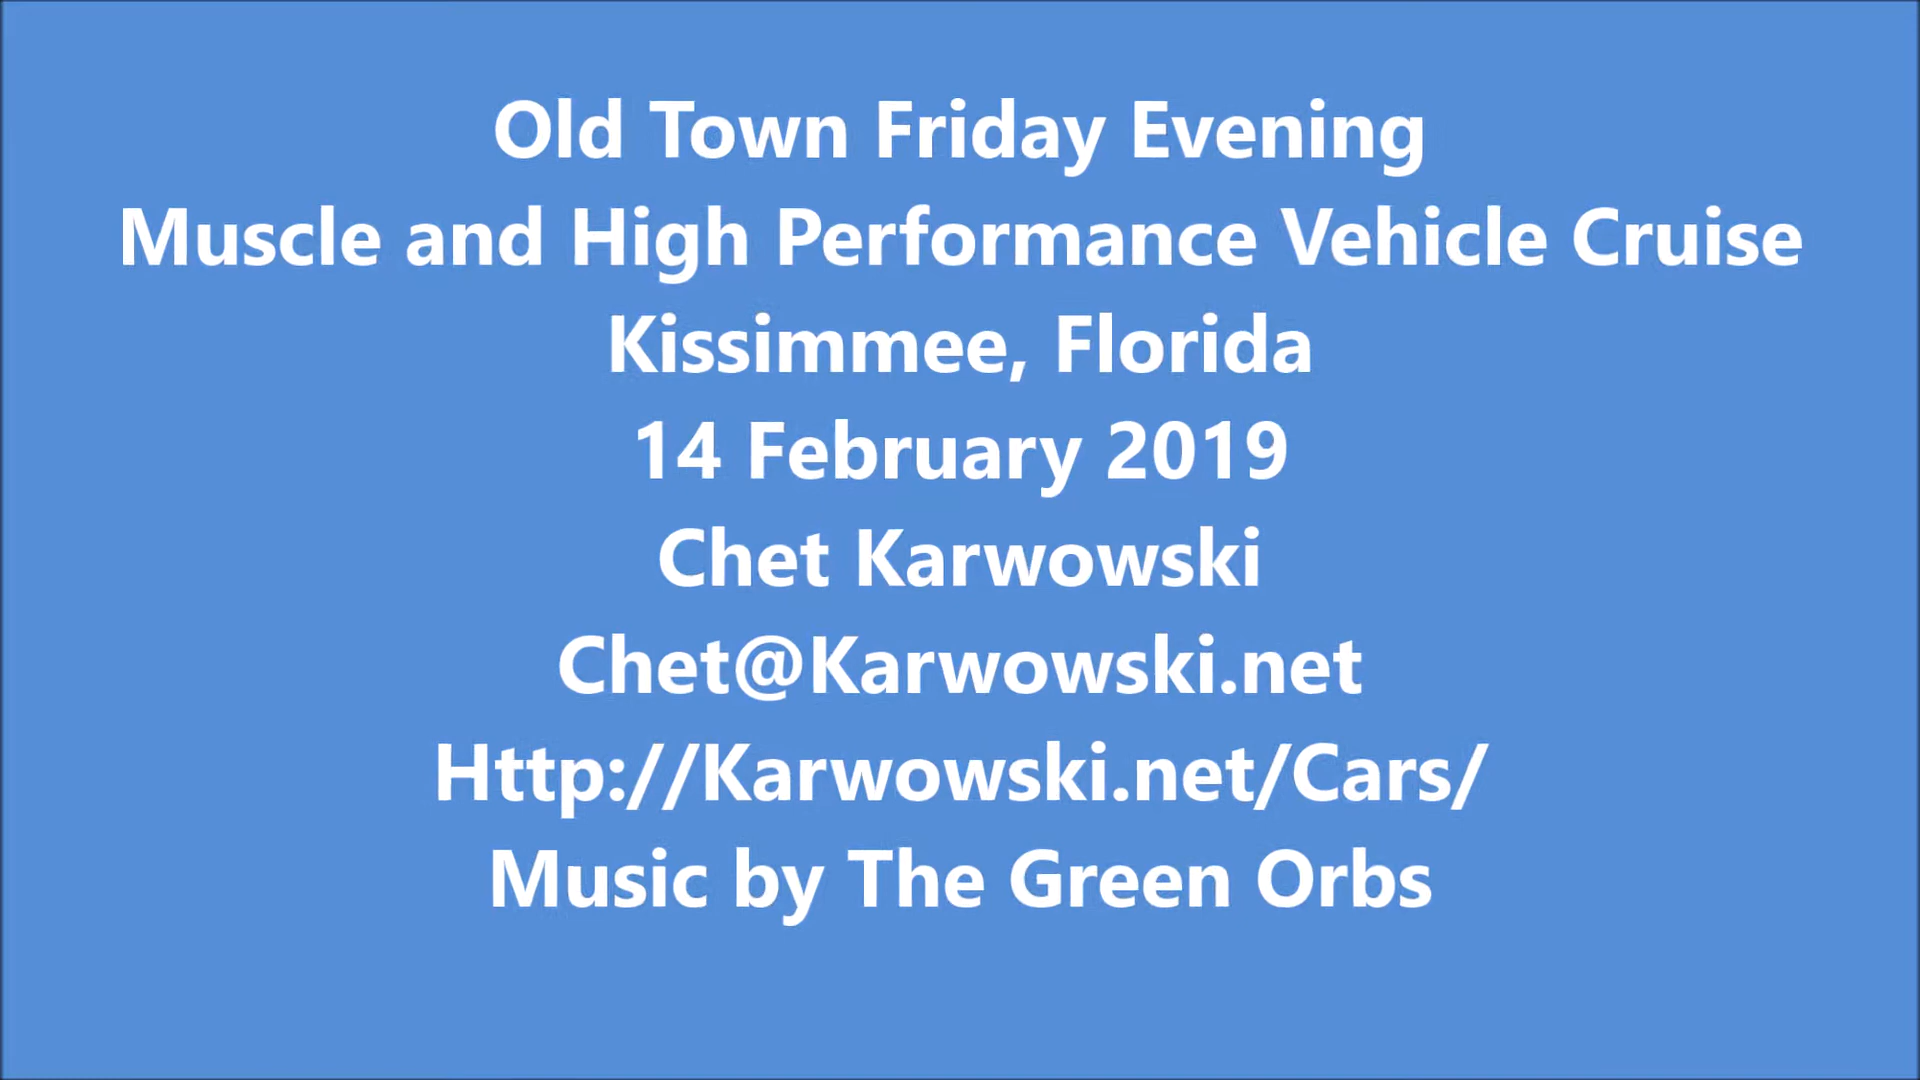 Old Town Friday Evening
Muscle and High Performance Vehicle Cruise
Kissimmee, Florida
14 February 2019
Chet Karwowski
Chet@Karwowski.net
Http://Karwowski.net/Cars/
Music by The Green Orbs